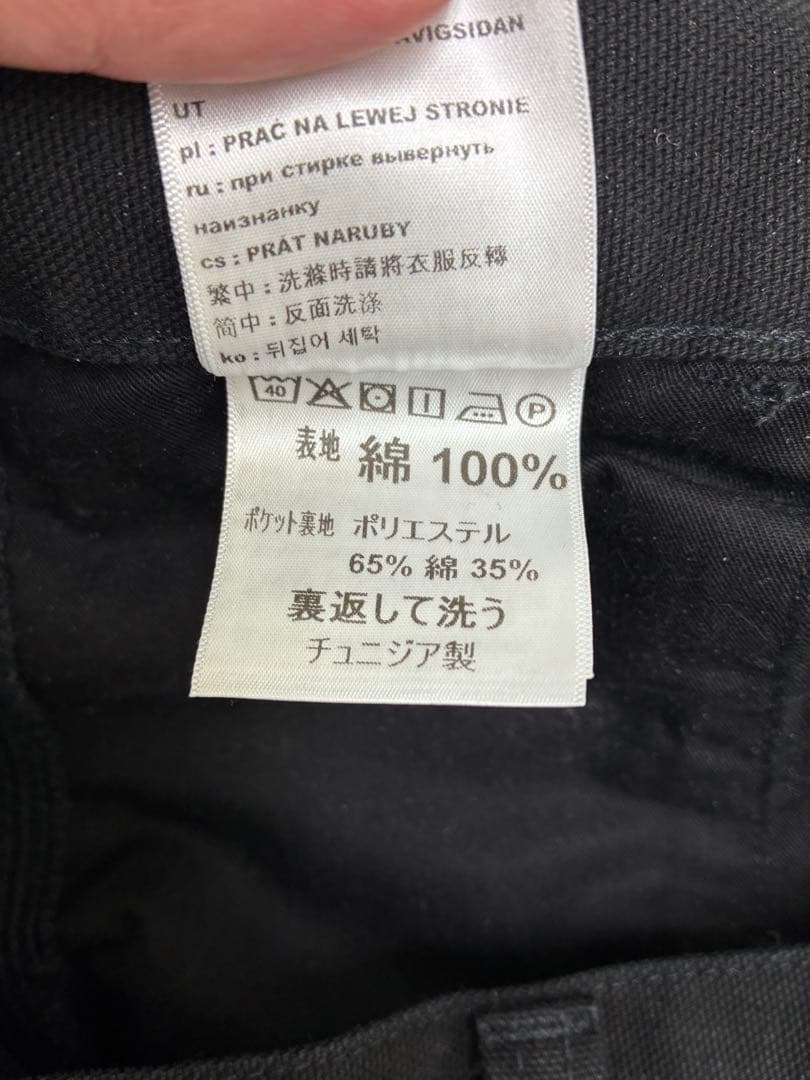 UT
pl : PRAĆ NA LEWEJ STRONIE
ru : при стирке вывернуть
наизнанку
cs : PRÁT NARUBY
繁中 : 洗滌時請將衣服反轉
简中 : 反面洗涤
ko : 뒤집어 세탁
40 P
表地 綿 100%
ポケット裏地 ポリエステル
65% 綿 35%
裏返して洗う
チュニジア製